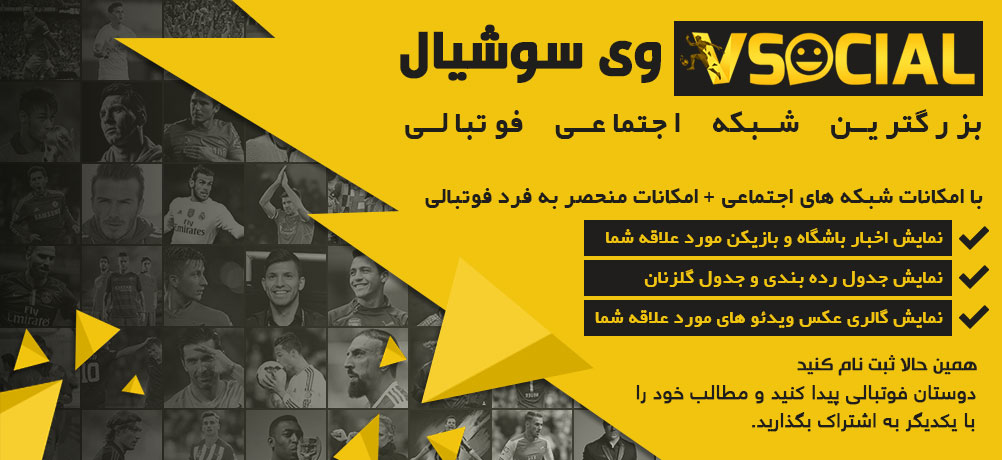 وی سوشیال VSOCIAL
بزرگترین شبکه اجتماعی فوتبالی
با امکانات شبکه های اجتماعی + امکانات منحصر به فرد فوتبالی
نمایش اخبار باشگاه و بازیکن مورد علاقه شما
نمایش جدول رده بندی و جدول گلزنان
نمایش گالری عکس ویدئو های مورد علاقه شما
همین حالا ثبت نام کنید
دوستان فوتبالی پیدا کنید و مطالب خود را
با یکدیگر به اشتراک بگذارید.
Fly Emirates